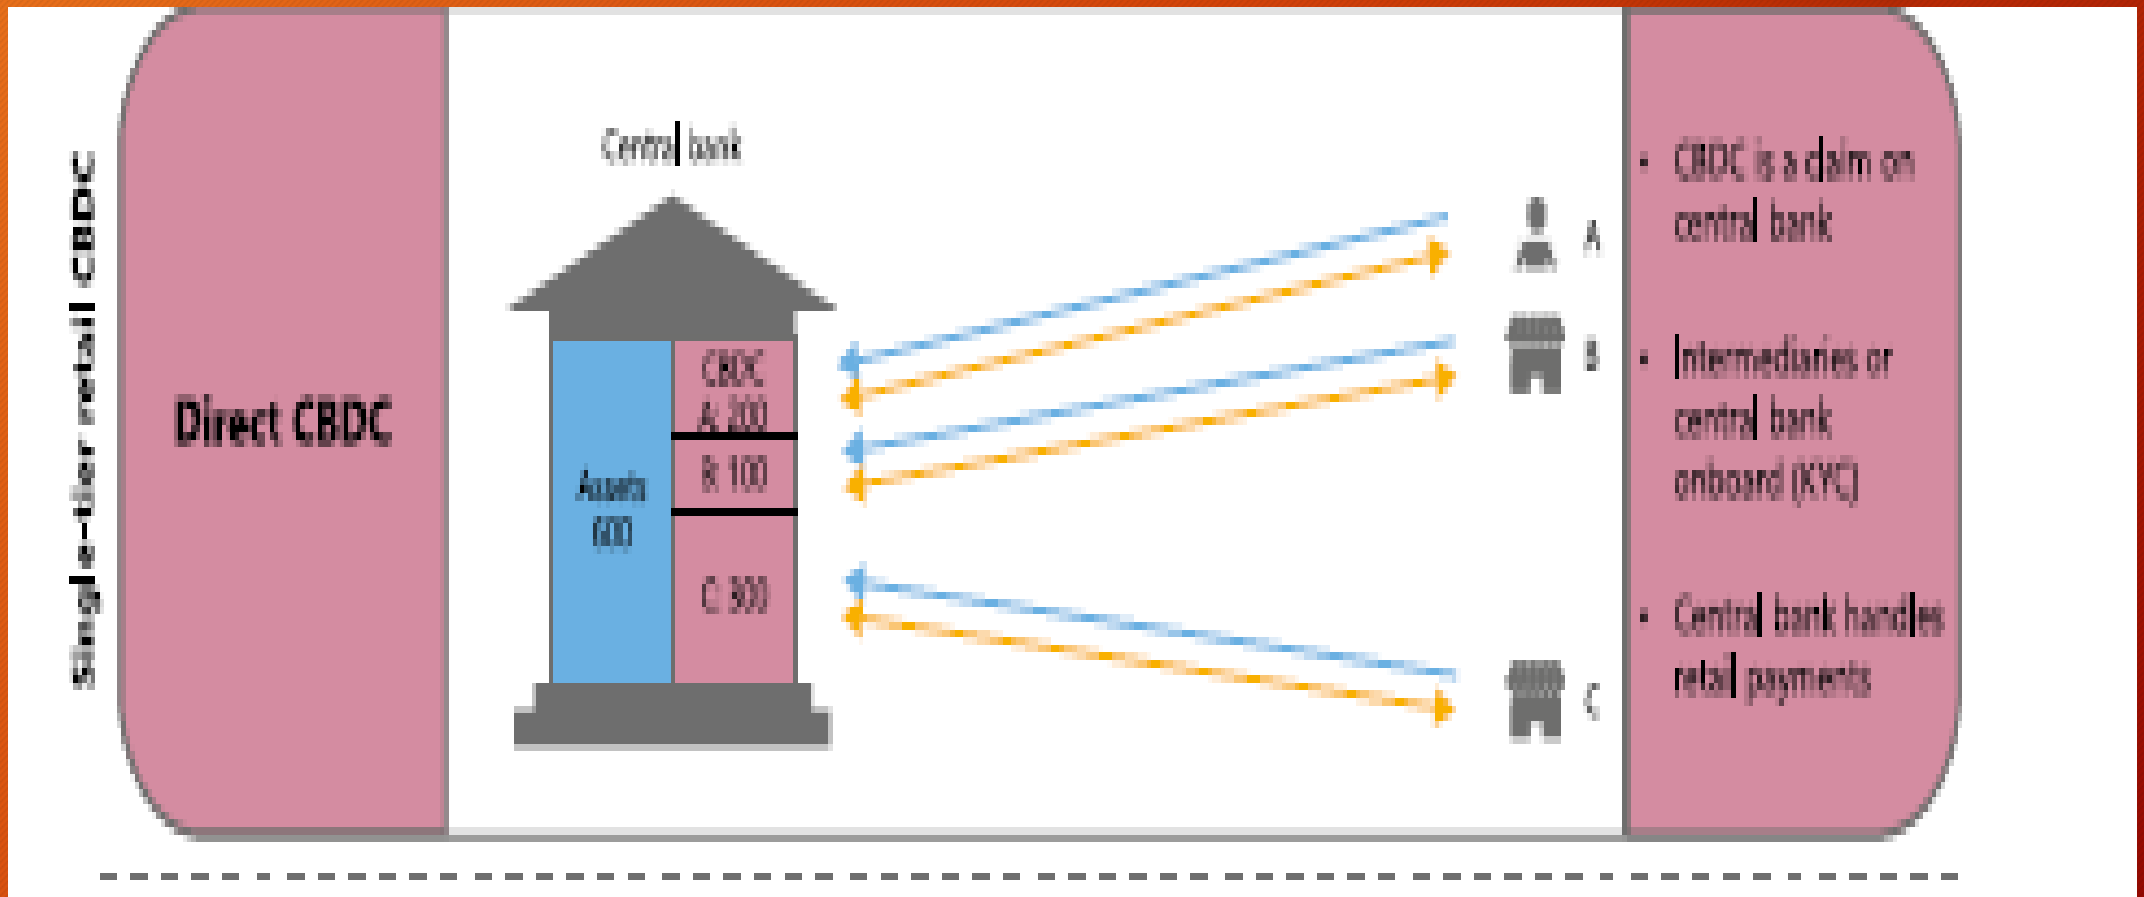 Single-tier retail CBDC
Direct CBDC
Central bank
CBDC
A: 200
B: 100
C: 300
Assets
600
A
B
C
• CBDC is a claim on
central bank
• Intermediaries or
central bank
onboard (KYC)
• Central bank handles
retail payments